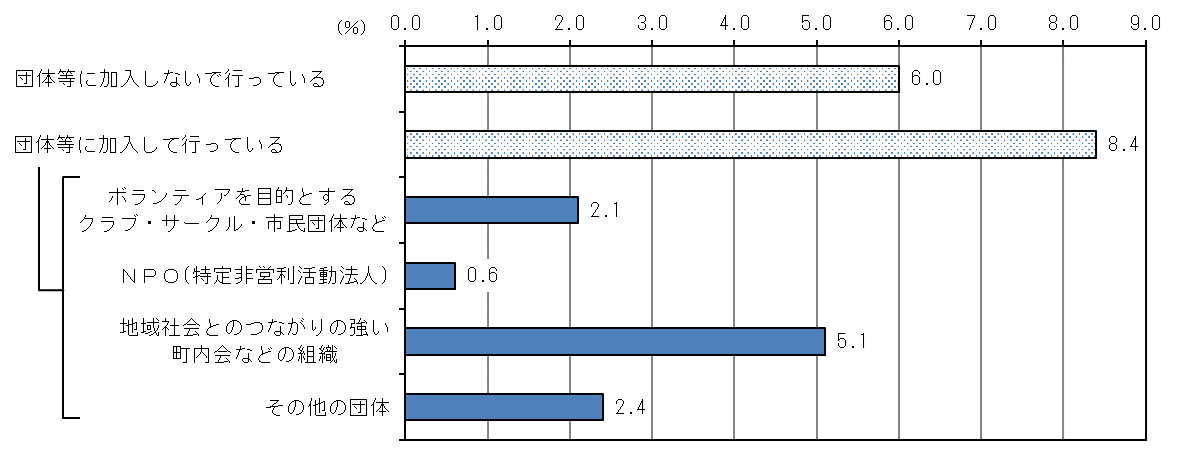 (%)
0.0 1.0 2.0 3.0 4.0 5.0 6.0 7.0 8.0 9.0
団体等に加入しないで行っている
6.0
団体等に加入して行っている
8.4
ボランティアを目的とする
クラブ・サークル・市民団体など
2.1
ＮＰＯ(特定非営利活動法人)
0.6
地域社会とのつながりの強い
町内会などの組織
5.1
その他の団体
2.4